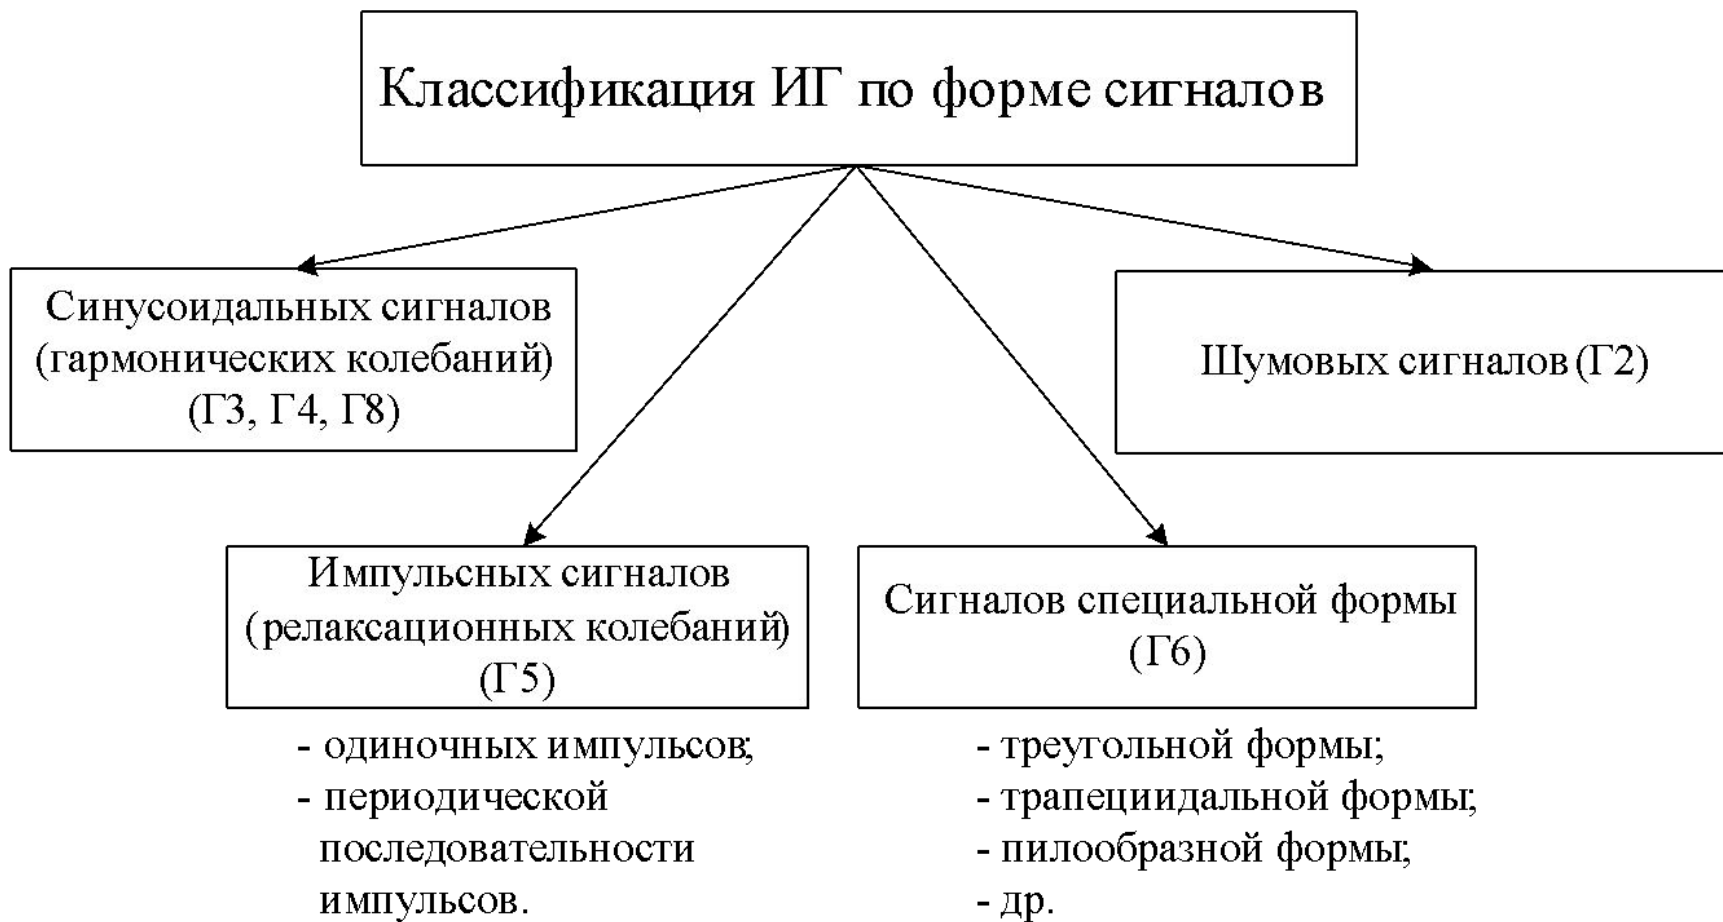 Классификация ИГ по форме сигналов
Синусоидальных сигналов
(гармонических колебаний)
(Г3, Г4, Г8)
Шумовых сигналов (Г2)
Импульсных сигналов
(релаксационных колебаний)
(Г5)
- одиночных импульсов;
- периодической
последовательности
импульсов.
Сигналов специальной формы
(Г6)
- треугольной формы;
- трапециидальной формы;
- пилообразной формы;
- др.